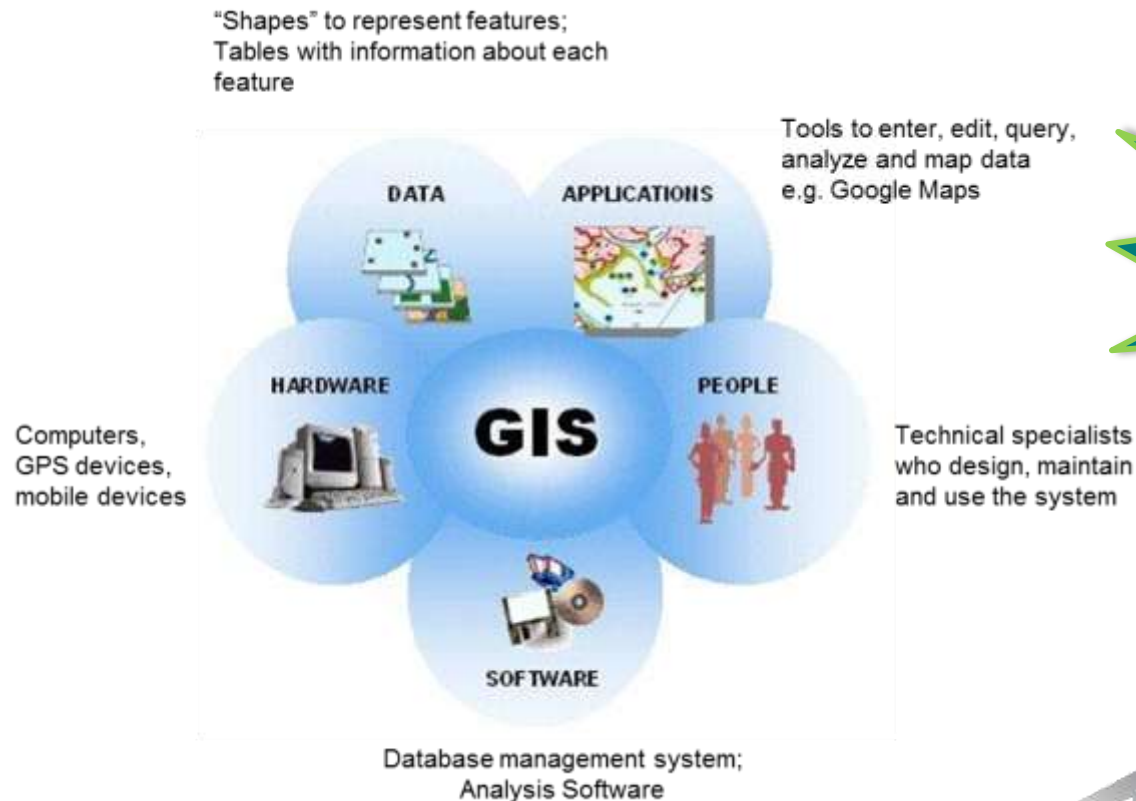 “Shapes” to represent features;
Tables with information about each
feature
Tools to enter, edit, query,
analyze and map data
e.g. Google Maps
DATA
APPLICATIONS
HARDWARE
PEOPLE
GIS
Computers,
GPS devices,
mobile devices
Technical specialists
who design, maintain
and use the system
SOFTWARE
Database management system;
Analysis Software